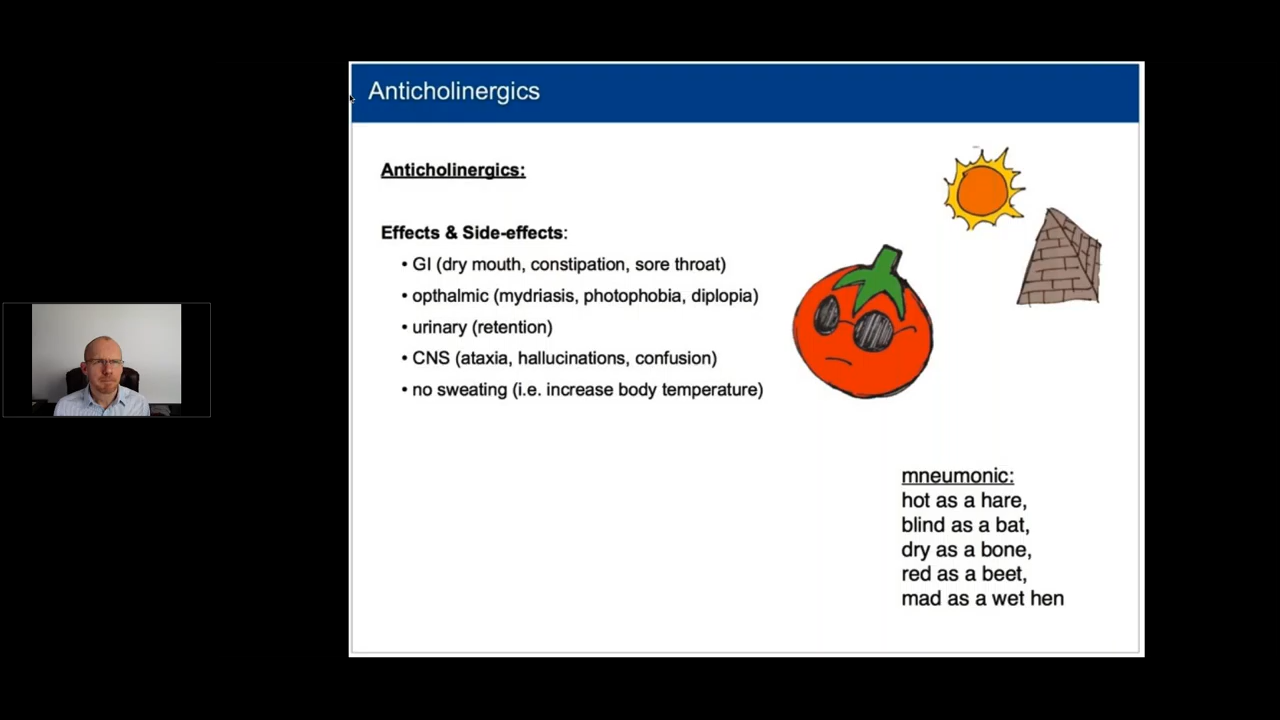 Anticholinergics
Anticholinergics:
Effects & Side-effects:
• GI (dry mouth, constipation, sore throat)
• opthalmic (mydriasis, photophobia, diplopia)
• urinary (retention)
• CNS (ataxia, hallucinations, confusion)
• no sweating (i.e. increase body temperature)
mneumonic:
hot as a hare,
blind as a bat,
dry as a bone,
red as a beet,
mad as a wet hen